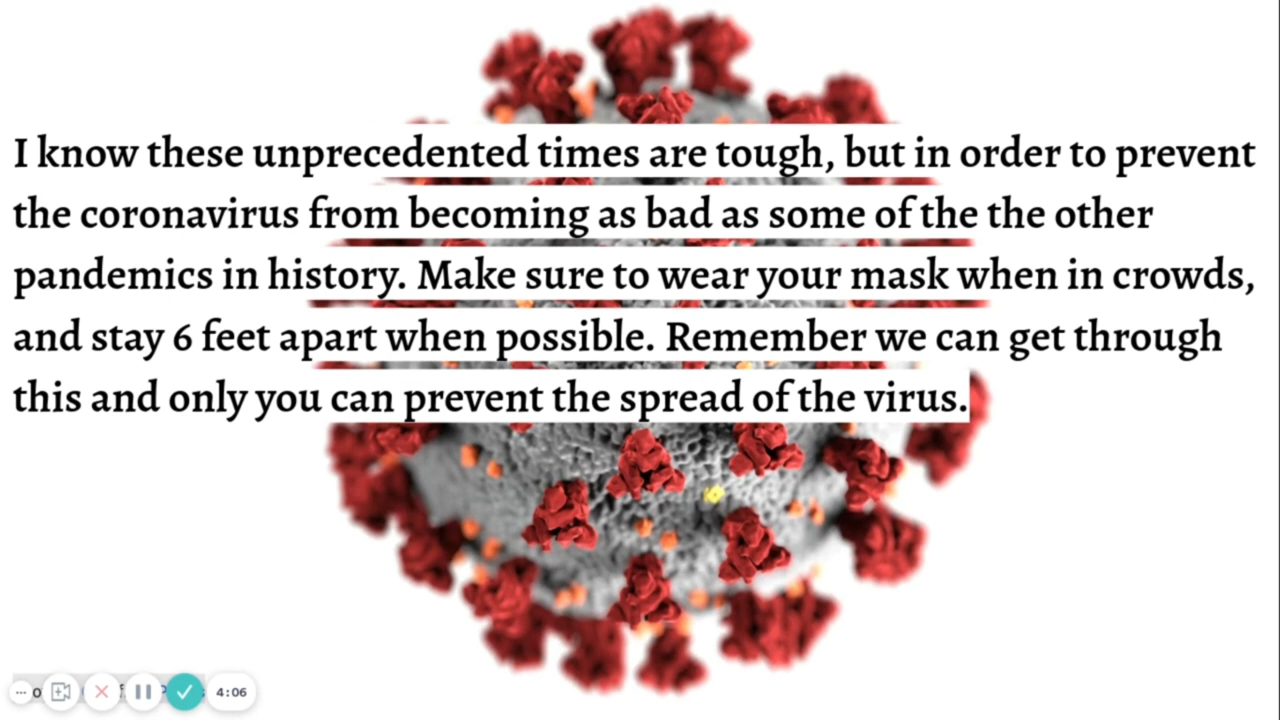 I know these unprecedented times are tough, but in order to prevent
the coronavirus from becoming as bad as some of the the other
pandemics in history. Make sure to wear your mask when in crowds,
and stay 6 feet apart when possible. Remember we can get through
this and only you can prevent the spread of the virus.
4:06